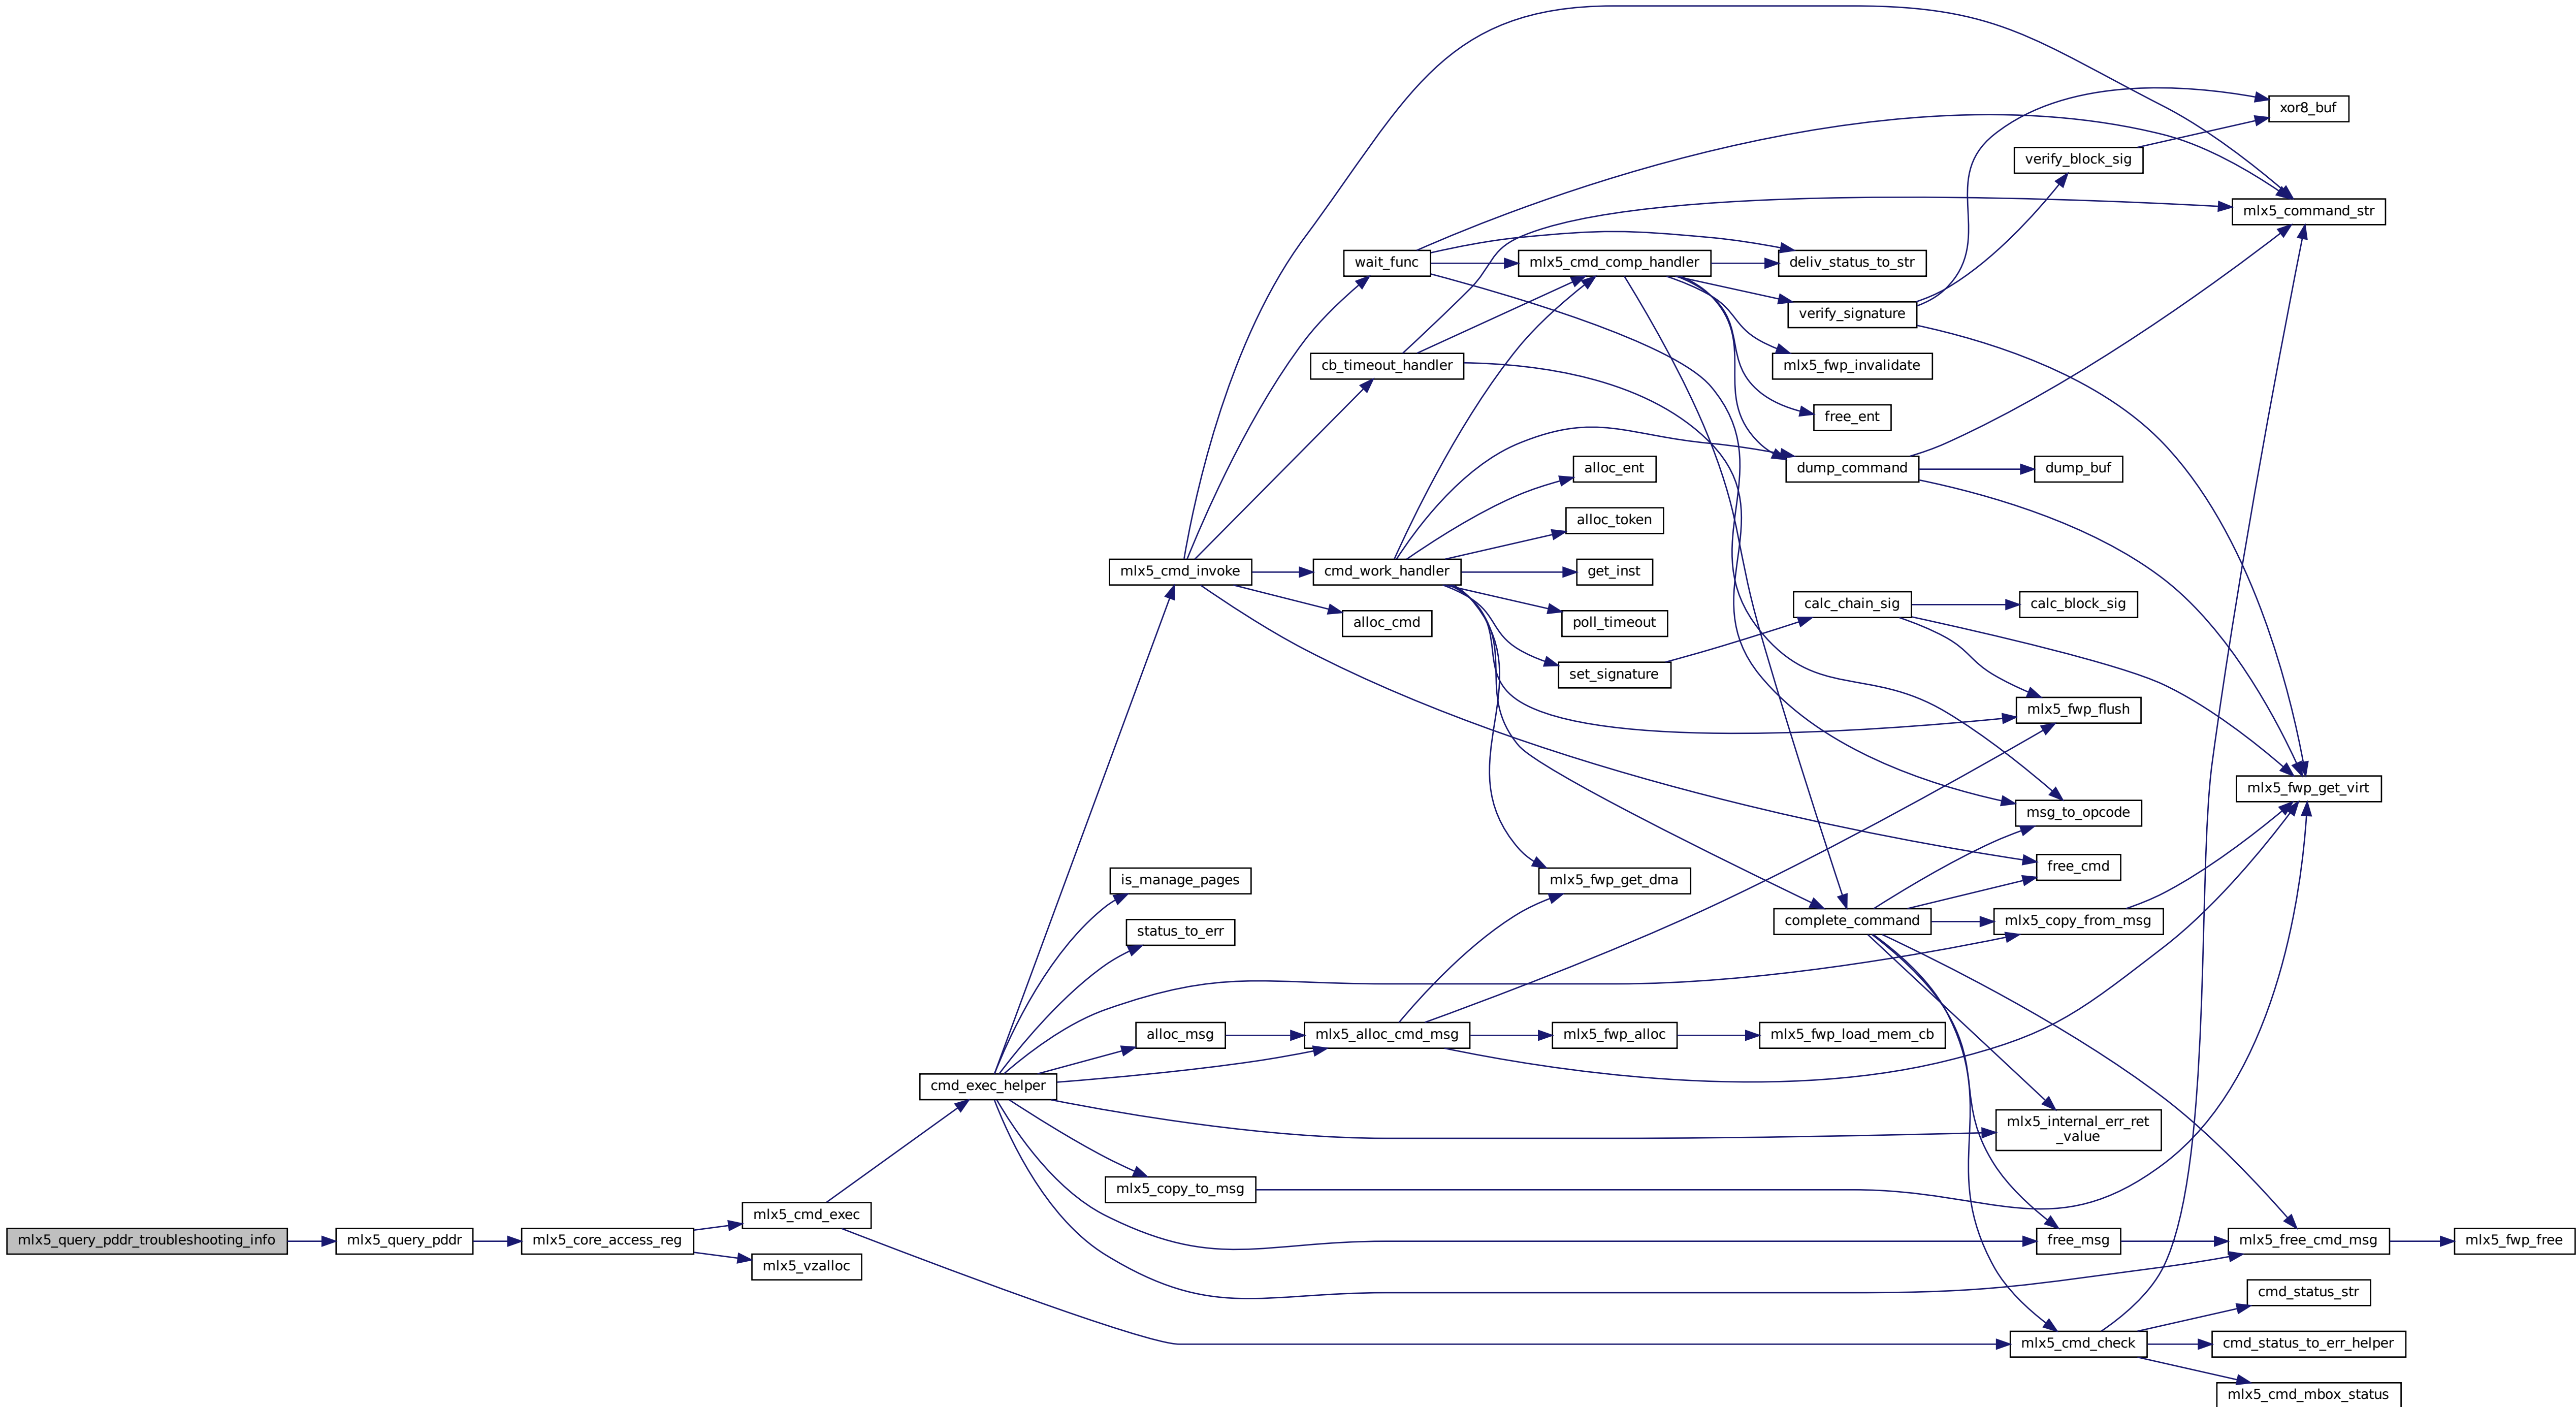 xor8_buf
verify_block_sig
mlx5_command_str
wait_func
mlx5_cmd_comp_handler
deliv_status_to_str
verify_signature
cb_timeout_handler
mlx5_fwp_invalidate
free_ent
alloc_ent
dump_command
dump_buf
alloc_token
mlx5_cmd_invoke
cmd_work_handler
get_inst
alloc_cmd
poll_timeout
calc_chain_sig
calc_block_sig
set_signature
mlx5_fwp_flush
mlx5_fwp_get_virt
msg_to_opcode
free_cmd
is_manage_pages
mlx5_fwp_get_dma
status_to_err
complete_command
mlx5_copy_from_msg
alloc_msg
mlx5_alloc_cmd_msg
mlx5_fwp_alloc
mlx5_fwp_load_mem_cb
cmd_exec_helper
mlx5_internal_err_ret
_value
mlx5_copy_to_msg
mlx5_cmd_exec
mlx5_query_pddr_troubleshooting_info
mlx5_query_pddr
mlx5_core_access_reg
mlx5_vzalloc
free_msg
mlx5_free_cmd_msg
mlx5_fwp_free
cmd_status_str
mlx5_cmd_check
cmd_status_to_err_helper
mlx5_cmd_mbox_status